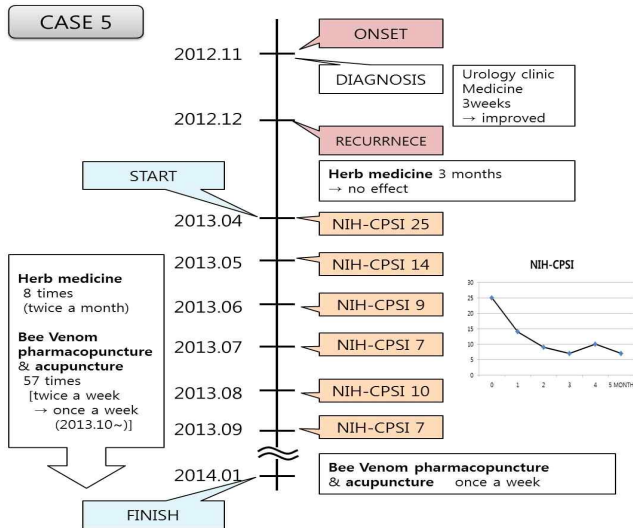 CASE 5
ONSET
2012.11
DIAGNOSIS
Urology clinic
Medicine
3weeks
→ improved
2012.12
RECURRNECE
START
Herb medicine 3 months
→ no effect
2013.04
NIH-CPSI 25
2013.05
NIH-CPSI 14
2013.06
NIH-CPSI 9
2013.07
NIH-CPSI 7
2013.08
NIH-CPSI 10
2013.09
NIH-CPSI 7
Herb medicine
8 times
(twice a month)
Bee Venom
pharmacopuncture
& acupuncture
57 times
[twice a week
→ once a week
(2013.10~)]
NIH-CPSI
30
25
20
15
10
5
0
0 1 2 3 4 5 MONTH
2014.01
Bee Venom pharmacopuncture
& acupuncture once a week
FINISH